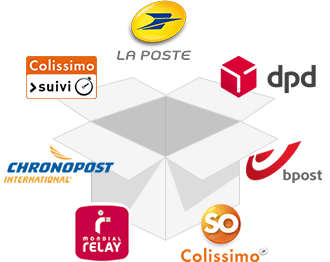 LA POSTE
Colissimo
>suivi
dpd
CHRONOPOST
INTERNATIONAL
bpost
MONDIAL
RELAY
SO
Colissimo